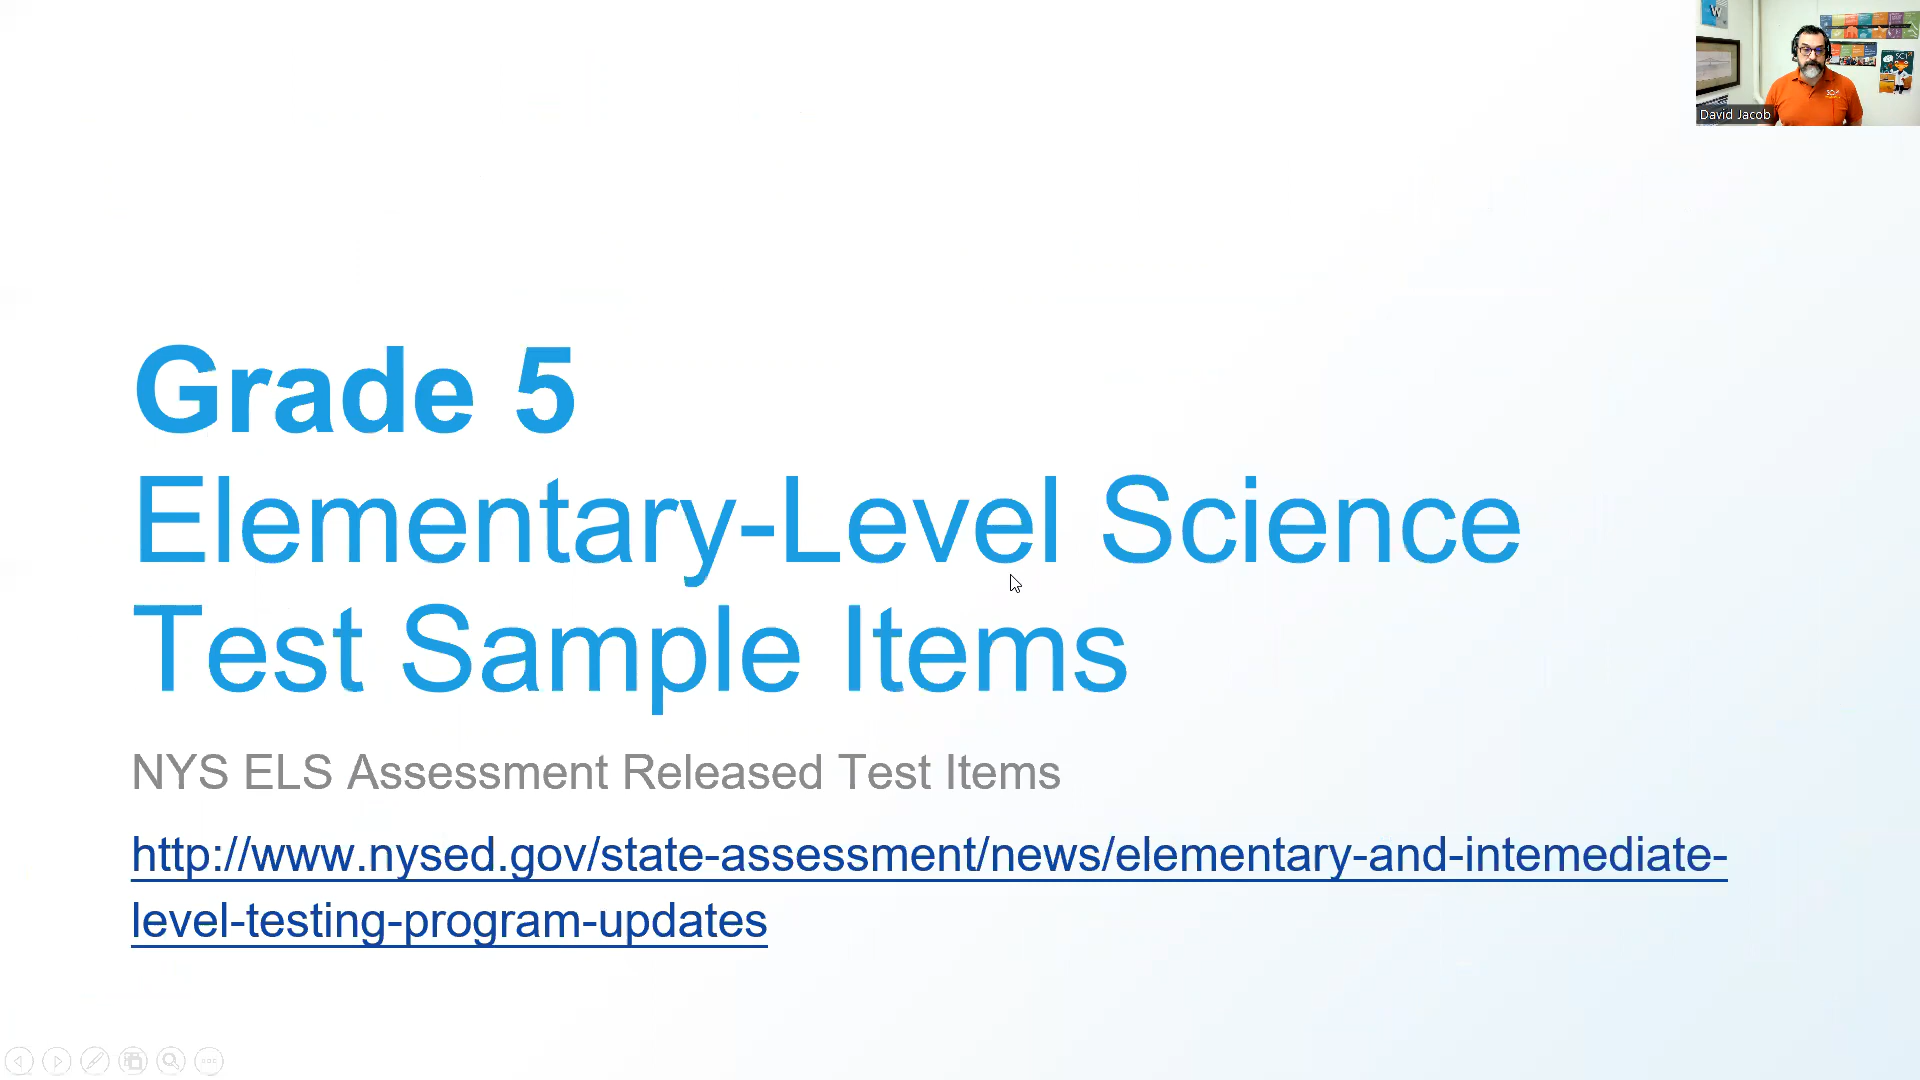 W
SC
David Jacob
Grade 5
Elementary-Level Science
Test Sample Items
NYS ELS Assessment Released Test Items
http://www.nysed.gov/state-assessment/news/elementary-and-intemediate-
level-testing-program-updates